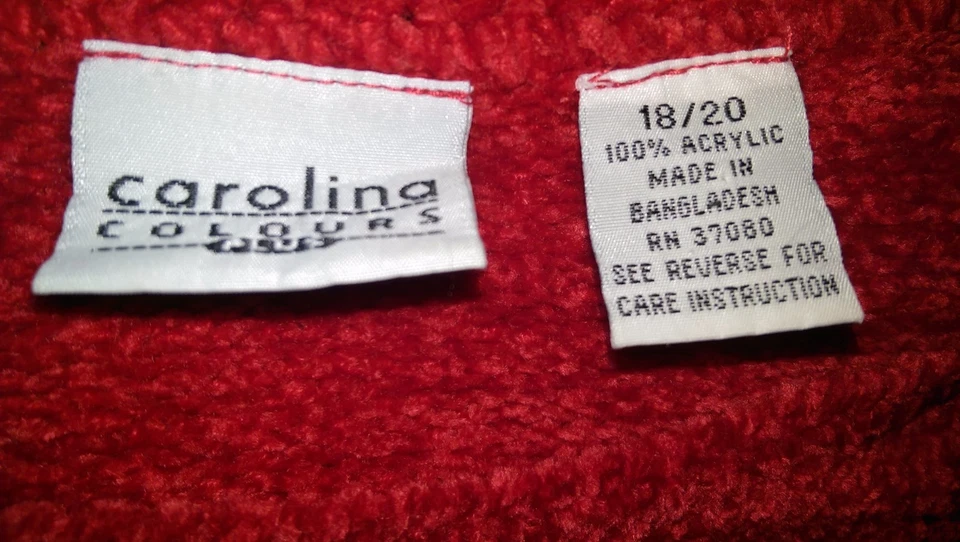 carolina
COLOURS
18/20
100% ACRYLIC
MADE IN
BANGLADESH
RN 37080
SEE REVERSE FOR
CARE INSTRUCTION